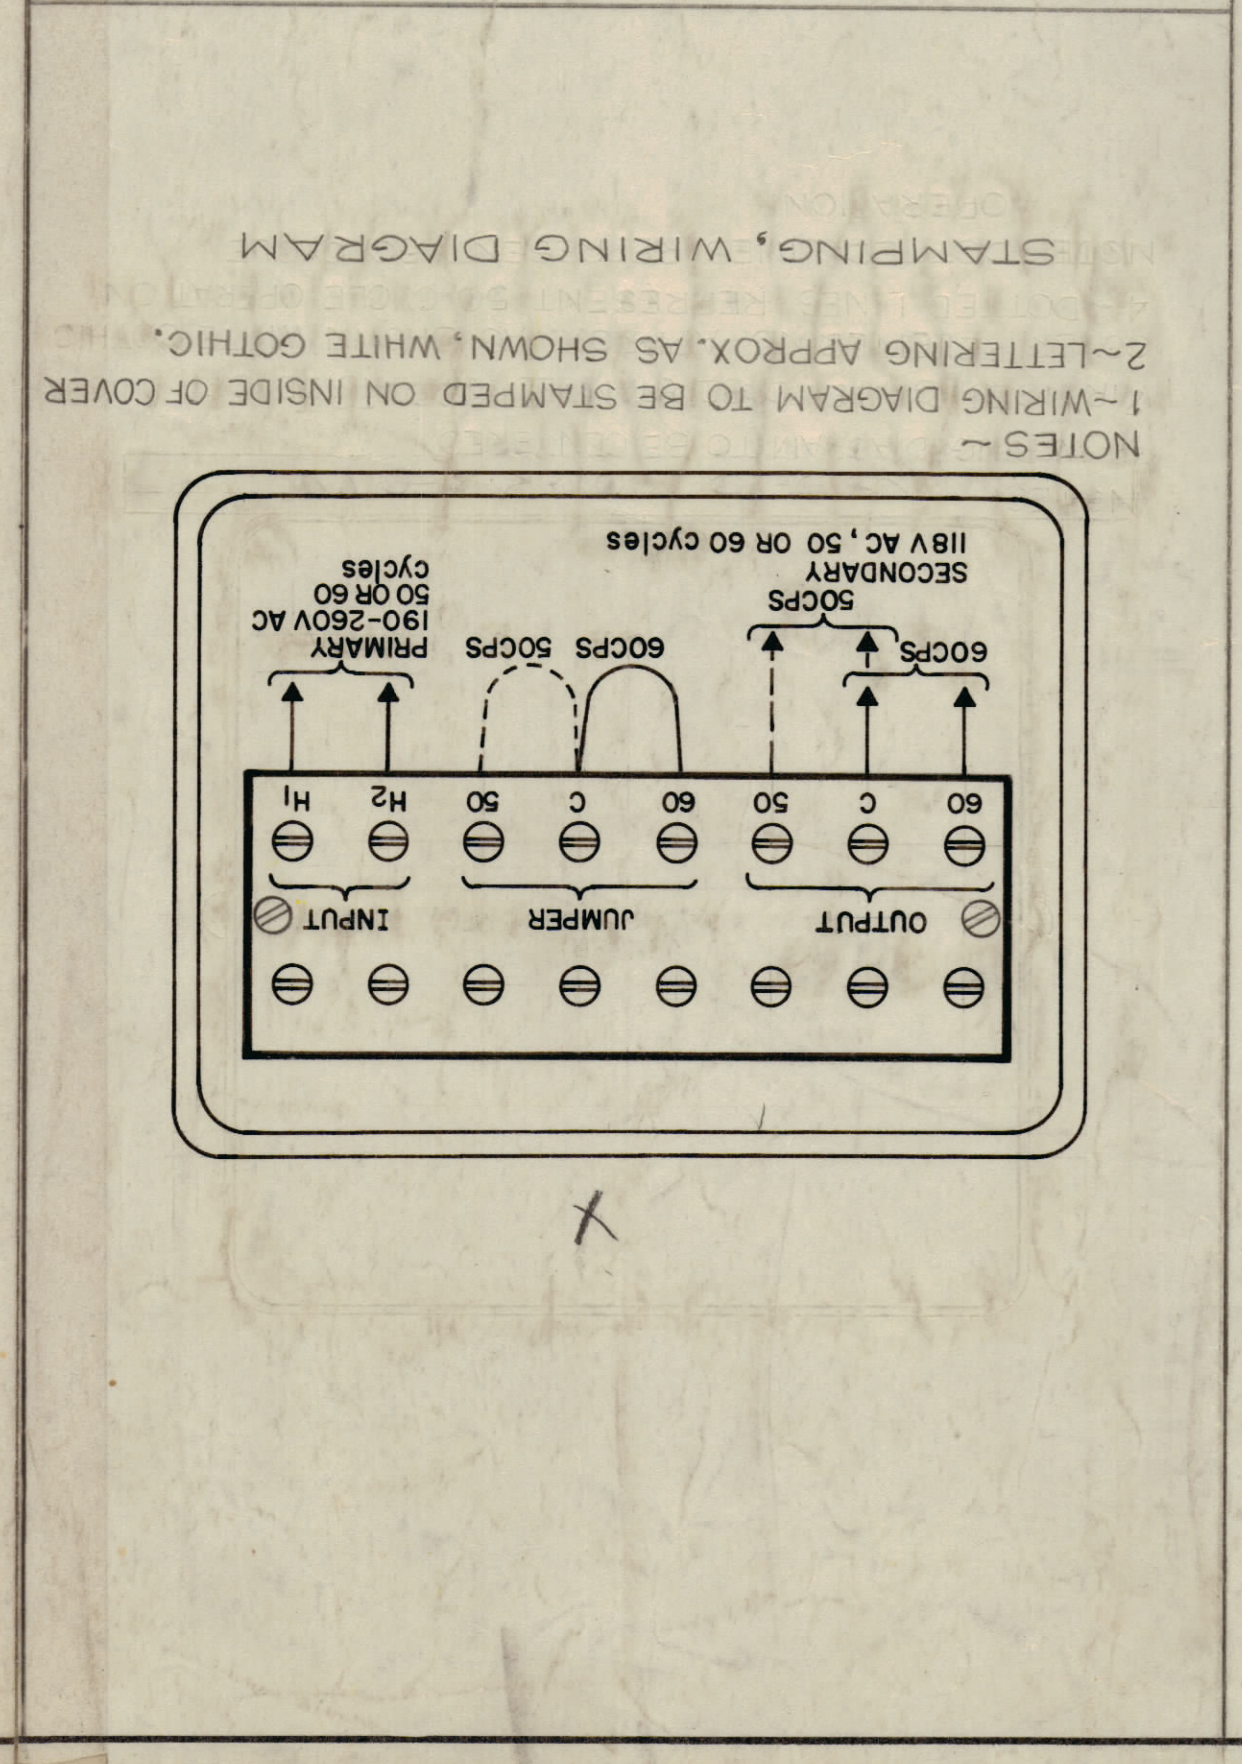 OUTPUT JUMPER INPUT
60 C 50 60 C 50 H2 H1
60CPS
50CPS
SECONDARY
118V AC, 50 OR 60 cycles
60CPS 50CPS
PRIMARY
190-260V AC
50 OR 60
cycles
NOTES~
1~WIRING DIAGRAM TO BE STAMPED ON INSIDE OF COVER
2~LETTERING APPROX. AS SHOWN, WHITE GOTHIC.
STAMPING, WIRING DIAGRAM